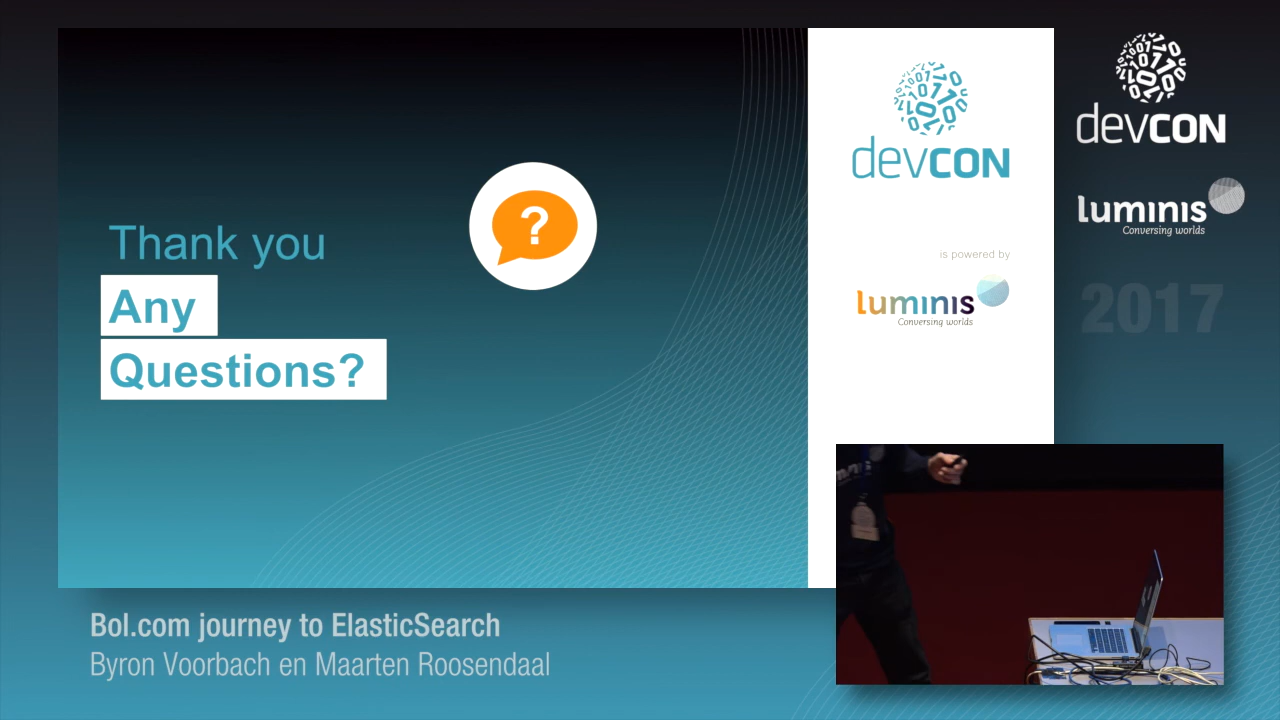 Thank you
Any
Questions?
?
devcon
is powered by
luminis
Conversing worlds
devcon
luminis
Conversing worlds
2017
Bol.com journey to ElasticSearch
Byron Voorbach en Maarten Roosendaal